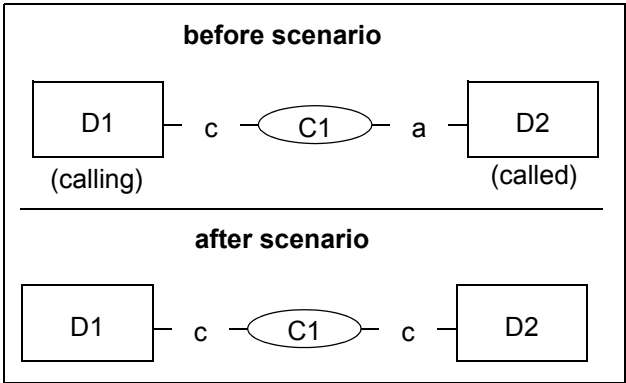 before scenario
D1 c C1 a D2
(calling) (called)
after scenario
D1 c C1 c D2